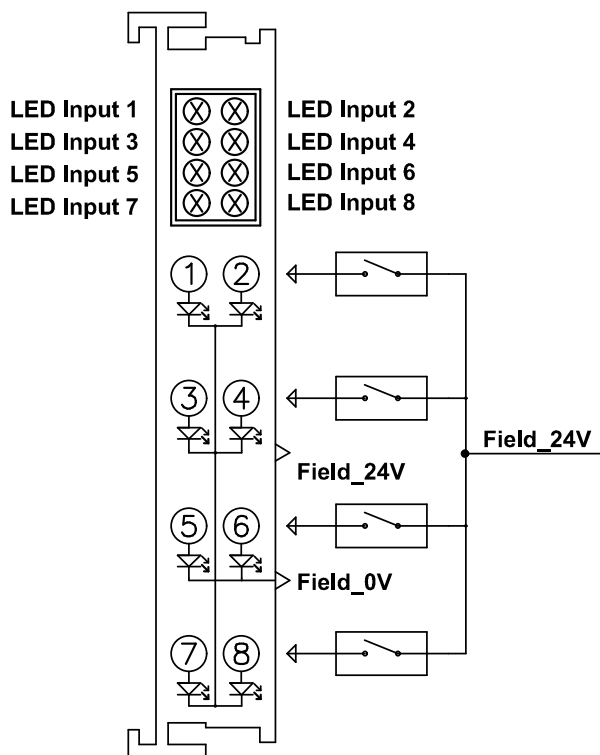 LED Input 1 LED Input 2
LED Input 3 LED Input 4
LED Input 5 LED Input 6
LED Input 7 LED Input 8
1 2
3 4
Field_24V
Field_24V
5 6
Field_0V
7 8